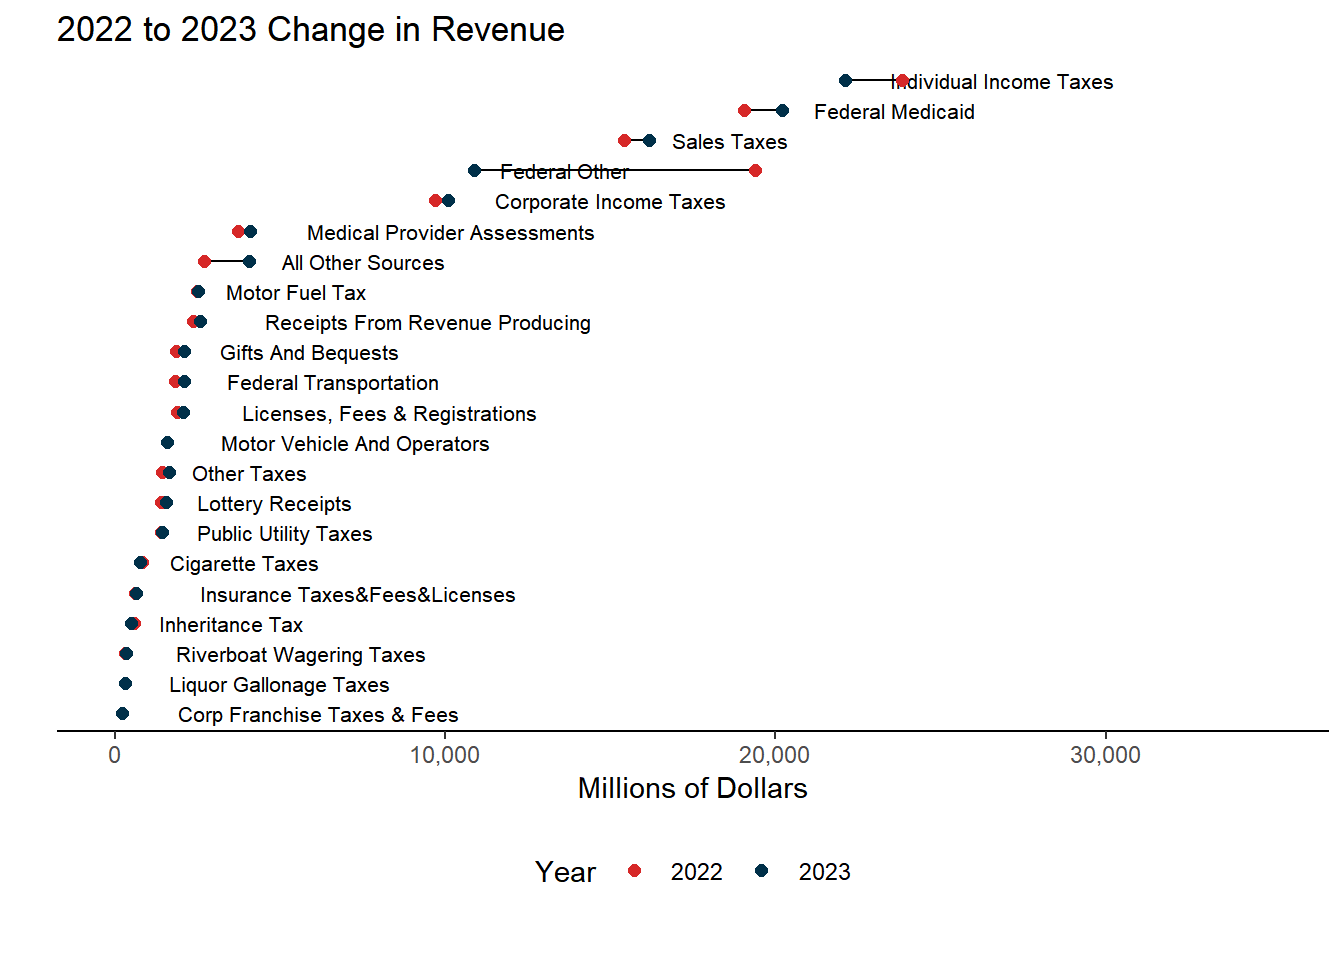 2022 to 2023 Change in Revenue
Individual Income Taxes
Federal Medicaid
Sales Taxes
Federal Other
Corporate Income Taxes
Medical Provider Assessments
All Other Sources
Motor Fuel Tax
Receipts From Revenue Producing
Gifts And Bequests
Federal Transportation
Licenses, Fees & Registrations
Motor Vehicle And Operators
Other Taxes
Lottery Receipts
Public Utility Taxes
Cigarette Taxes
Insurance Taxes&Fees&Licenses
Inheritance Tax
Riverboat Wagering Taxes
Liquor Gallonage Taxes
Corp Franchise Taxes & Fees
0 10,000 20,000 30,000
Millions of Dollars
Year 2022 2023